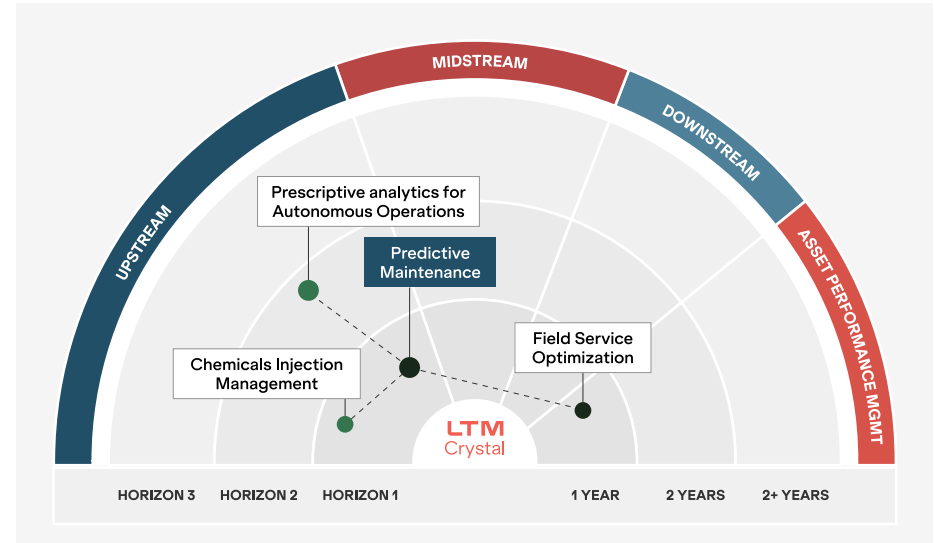 MIDSTREAM
DOWNSTREAM
UPSTREAM
ASSET PERFORMANCE MGMT
Prescriptive analytics for
Autonomous Operations
Predictive
Maintenance
Field Service
Optimization
Chemicals Injection
Management
LTM
Crystal
HORIZON 3 HORIZON 2 HORIZON 1 1 YEAR 2 YEARS 2+ YEARS